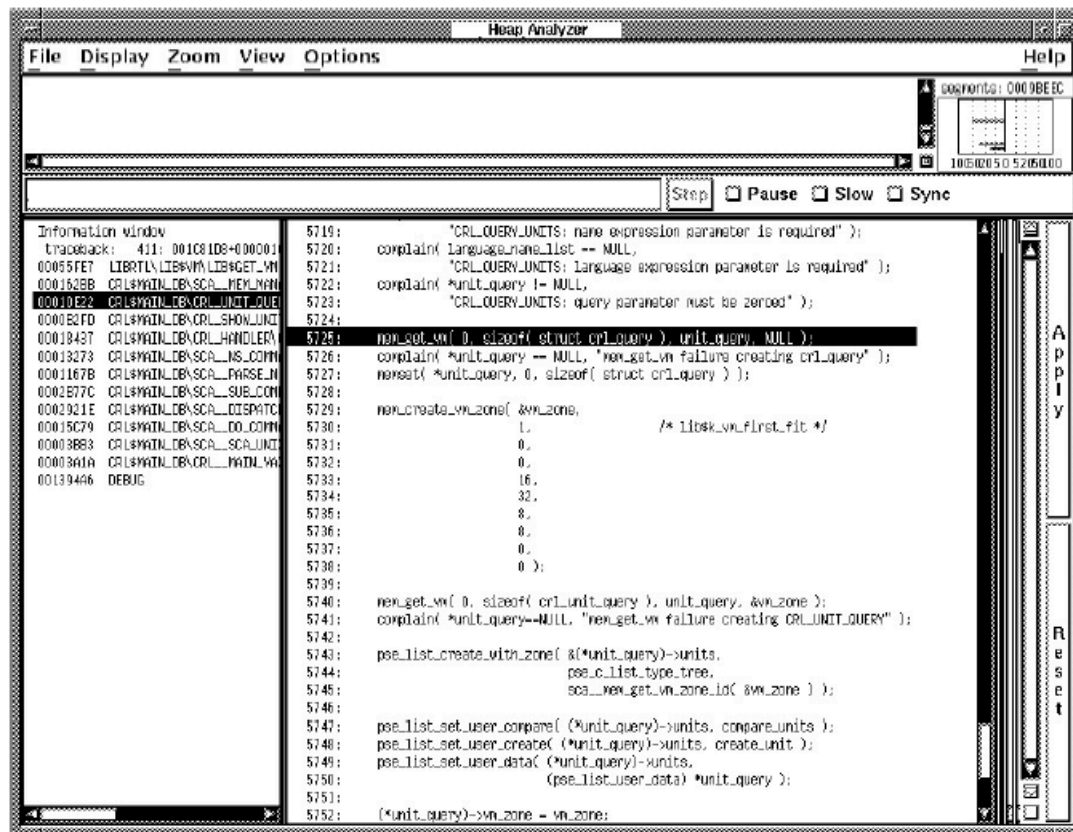 Heap Analyzer
File Display Zoom View Options Help
segments: 0009BEEC
Step Pause Slow Sync
Information window
traceback: 411: 001C81D8+000001
00055FE7 LIBRTL\LIB$VM\LIB$GET_VM
000162BB CRL$MAIN_DB\SCA__MEM_MAN
00010E22 CRL$MAIN_DB\CRL_UNIT_QUE
0000B2FD CRL$MAIN_DB\CRL_SHOW_UNI
00018437 CRL$MAIN_DB\CRL_HANDLER\
00013273 CRL$MAIN_DB\SCA__NS_COMM
0001167B CRL$MAIN_DB\SCA__PARSE_N
0002B77C CRL$MAIN_DB\SCA__SUB_COM
0002921E CRL$MAIN_DB\SCA__DISPATC
00015C79 CRL$MAIN_DB\SCA__DO_COMM
00003BB3 CRL$MAIN_DB\SCA__SCA_UNI
00003A1A CRL$MAIN_DB\CRL__MAIN_VA
001394A6 DEBUG
5719: "CRL_QUERY_UNITS: name expression parameter is required" );
5720: complain( language_name_list == NULL,
5721: "CRL_QUERY_UNITS: language expression parameter is required" );
5722: complain( *unit_query != NULL,
5723: "CRL_QUERY_UNITS: query parameter must be zeroed" );
5724:
5725: mem_get_vm( 0, sizeof( struct crl_query ), unit_query, NULL );
5726: complain( *unit_query == NULL, "mem_get_vm failure creating crl_query" );
5727: memset( *unit_query, 0, sizeof( struct crl_query ) );
5728:
5729: mem_create_vm_zone( &vm_zone,
5730: 1, /* lib$k_vm_first_fit */
5731: 0,
5732: 0,
5733: 16,
5734: 32,
5735: 8,
5736: 8,
5737: 0,
5738: 0 );
5739:
5740: mem_get_vm( 0, sizeof( crl_unit_query ), unit_query, &vm_zone );
5741: complain( *unit_query==NULL, "mem_get_vm failure creating CRL_UNIT_QUERY" );
5742:
5743: pse_list_create_with_zone( &(*unit_query)->units,
5744: pse_c_list_type_tree,
5745: sca__mem_get_vm_zone_id( &vm_zone ) );
5746:
5747: pse_list_set_user_compare( (*unit_query)->units, compare_units );
5748: pse_list_set_user_create( (*unit_query)->units, create_unit );
5749: pse_list_set_user_data( (*unit_query)->units,
5750: (pse_list_user_data) *unit_query );
5751:
5752: (*unit_query)->vm_zone = vm_zone;
Apply
Reset